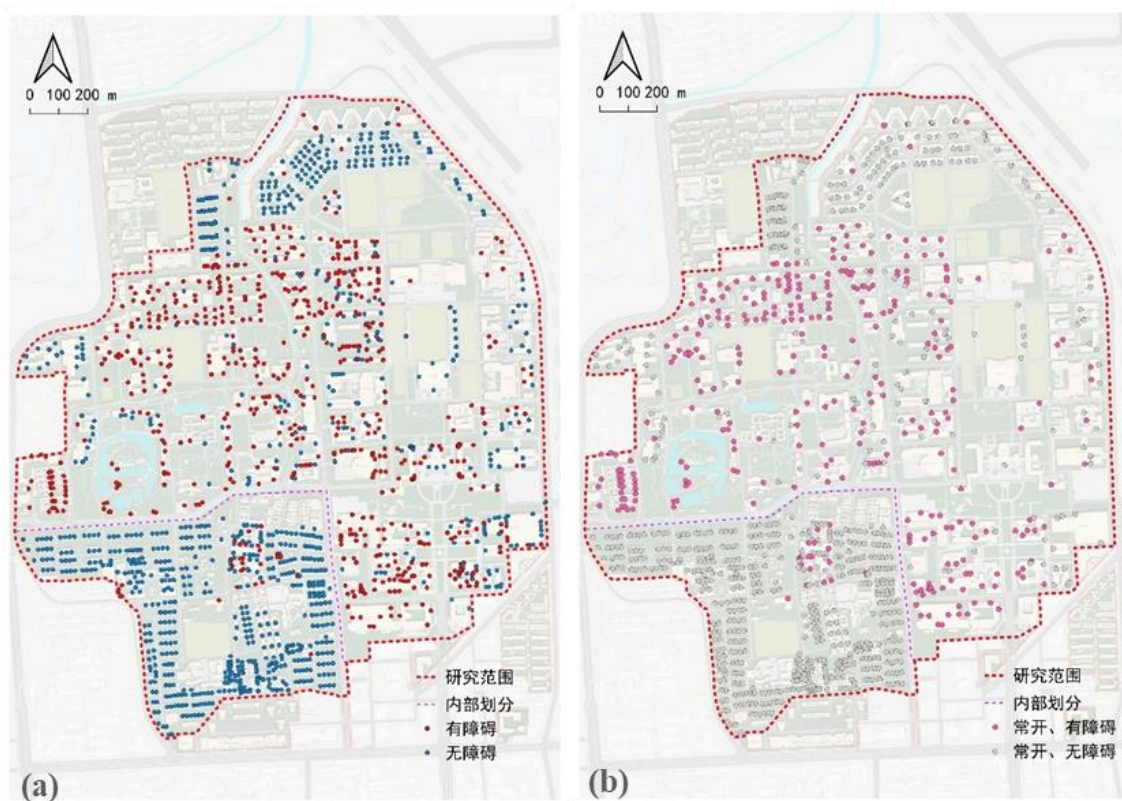 0 100 200 m
研究范围
内部划分
有障碍
无障碍
(a)
0 100 200 m
研究范围
内部划分
常开、有障碍
常开、无障碍
(b)